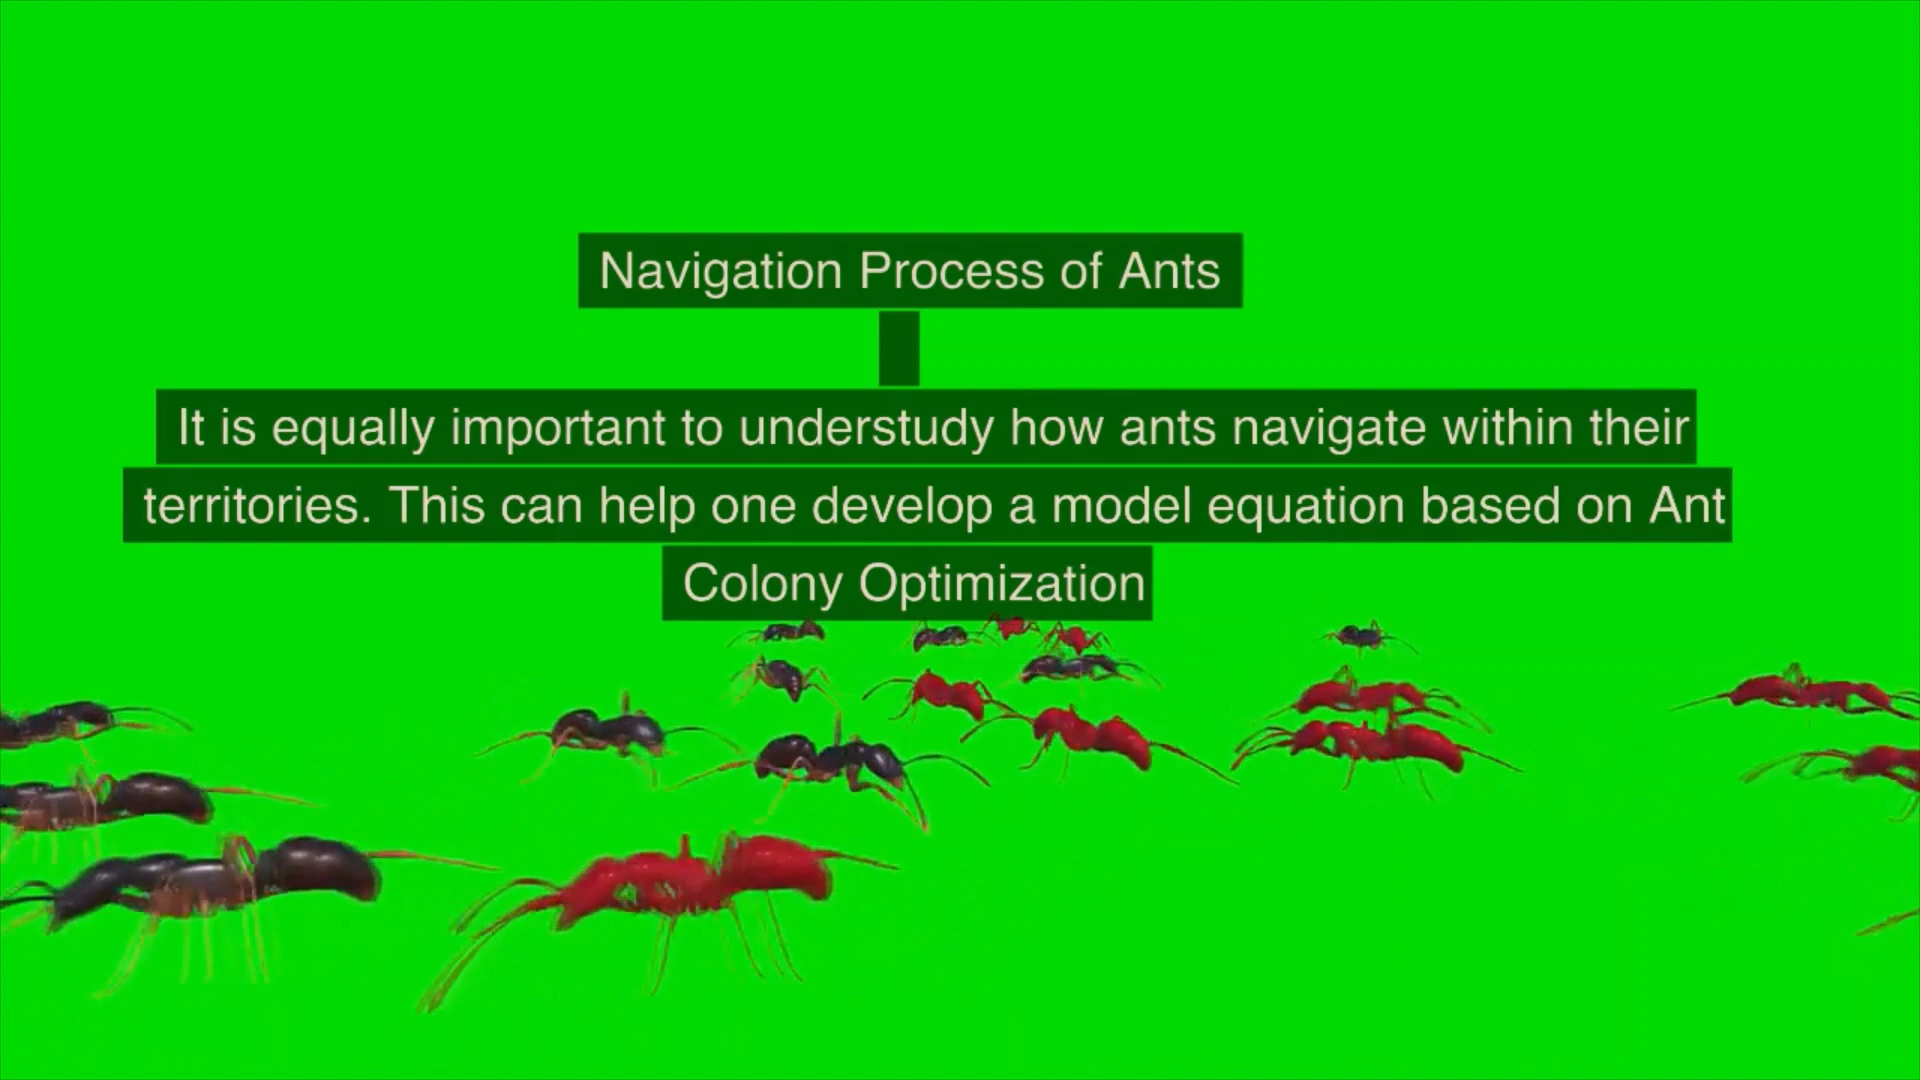 Navigation Process of Ants
It is equally important to understudy how ants navigate within their
territories. This can help one develop a model equation based on Ant
Colony Optimization